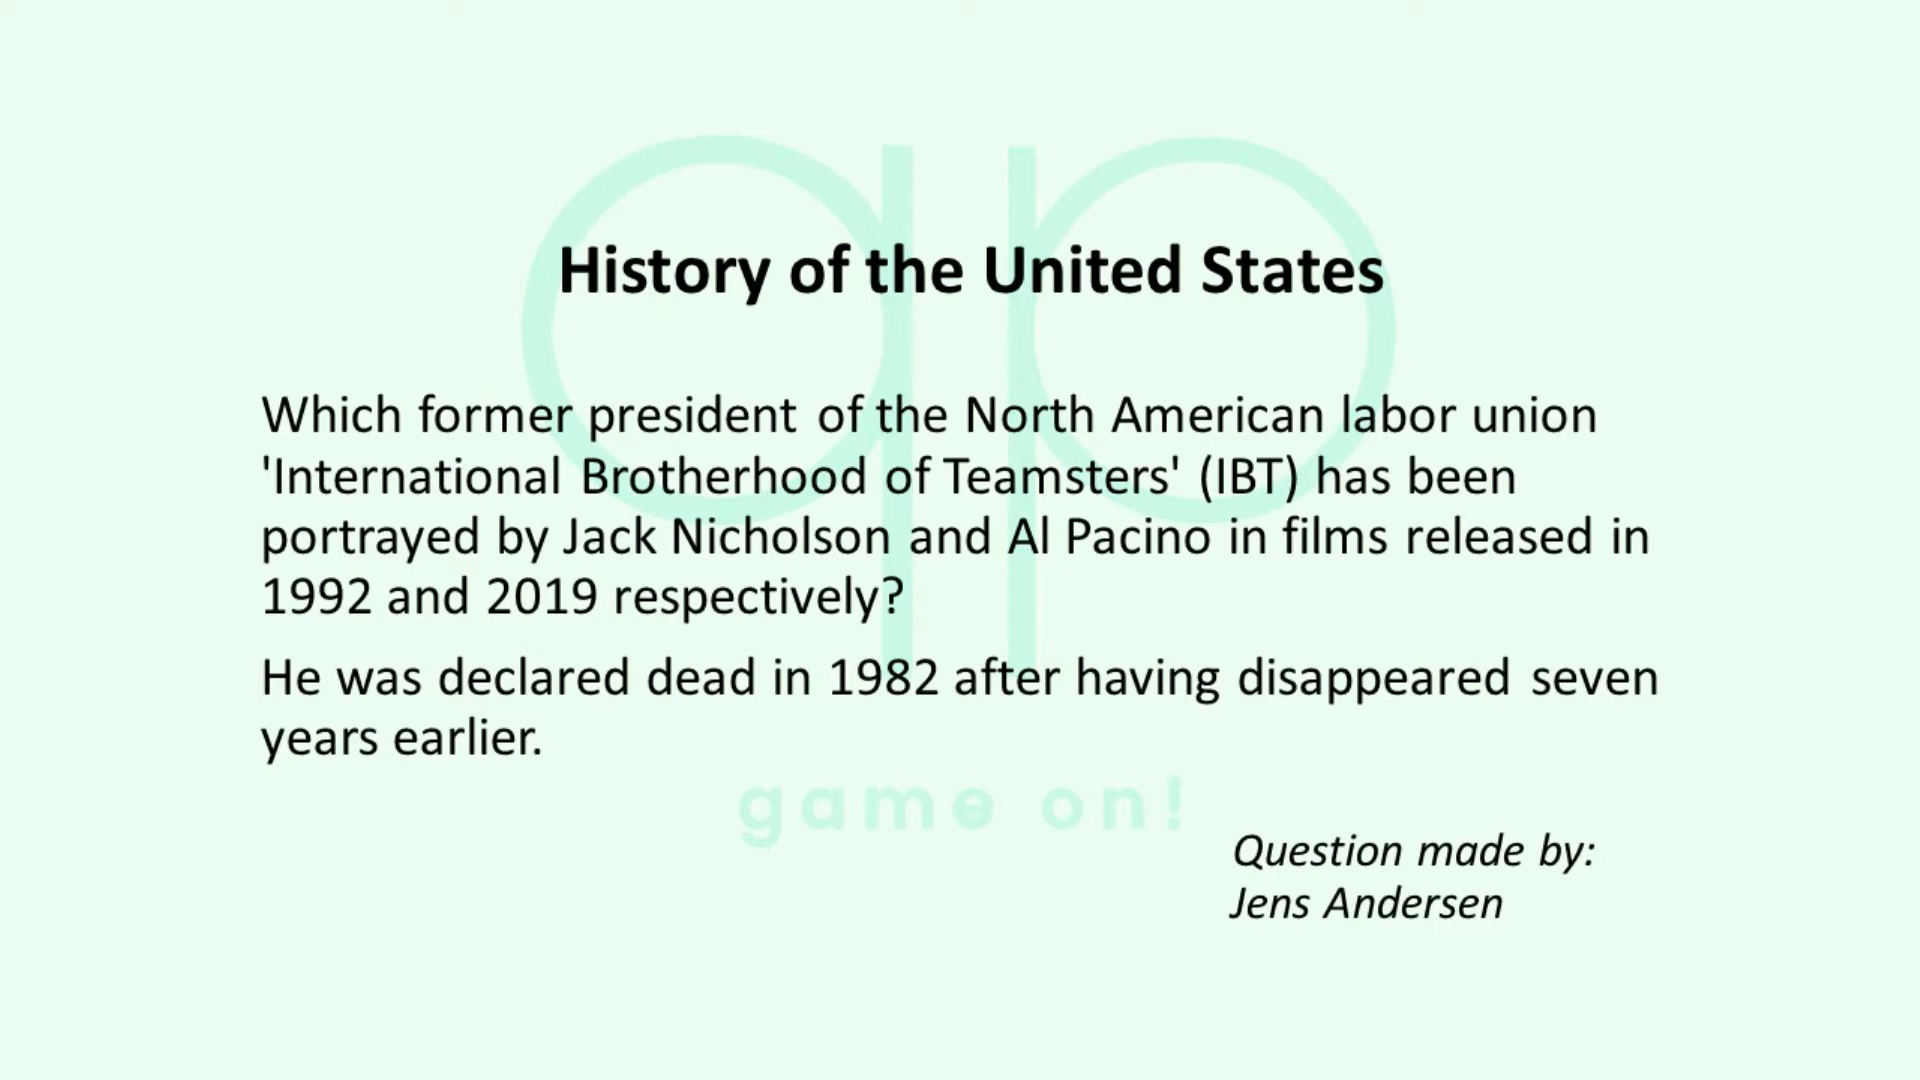 History of the United States
Which former president of the North American labor union
'International Brotherhood of Teamsters' (IBT) has been
portrayed by Jack Nicholson and Al Pacino in films released in
1992 and 2019 respectively?
He was declared dead in 1982 after having disappeared seven
years earlier.
game on!
Question made by:
Jens Andersen